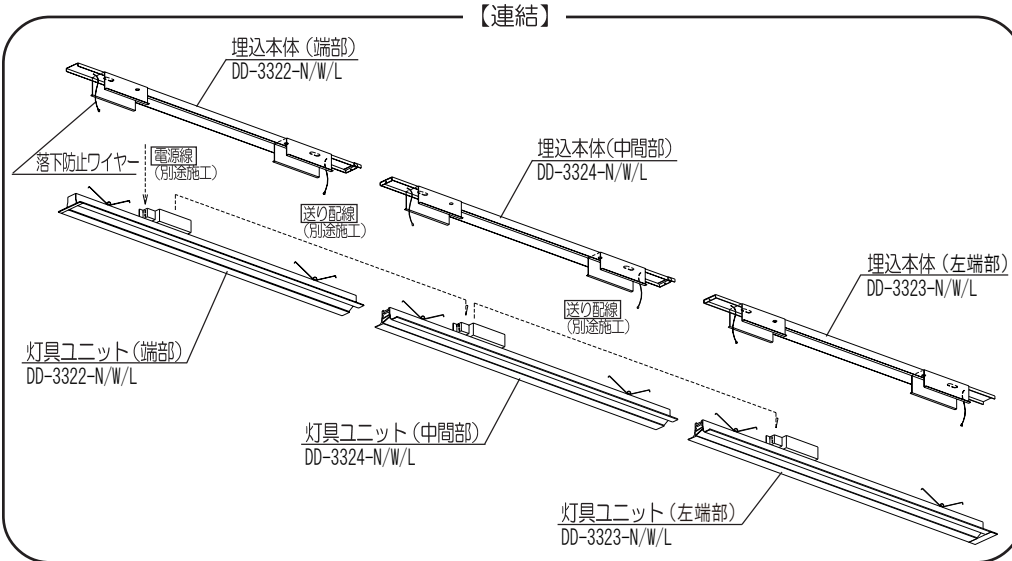 【連結】
埋込本体(端部)
DD-3322-N/W/L
落下防止ワイヤー
電源線
(別途施工)
埋込本体(中間部)
DD-3324-N/W/L
送り配線
(別途施工)
埋込本体(左端部)
DD-3323-N/W/L
送り配線
(別途施工)
灯具ユニット(端部)
DD-3322-N/W/L
灯具ユニット(中間部)
DD-3324-N/W/L
灯具ユニット(左端部)
DD-3323-N/W/L